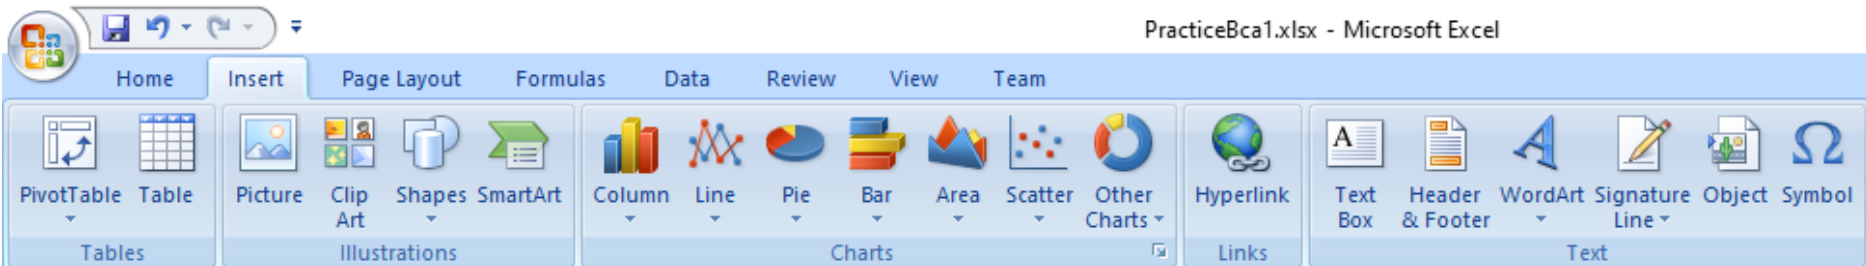 PracticeBca1.xlsx - Microsoft Excel
Home Insert Page Layout Formulas Data Review View Team
PivotTable Table Picture Clip Art Shapes SmartArt Column Line Pie Bar Area Scatter Other Charts Hyperlink Text Box Header & Footer WordArt Signature Line Object Symbol
Tables Illustrations Charts Links Text